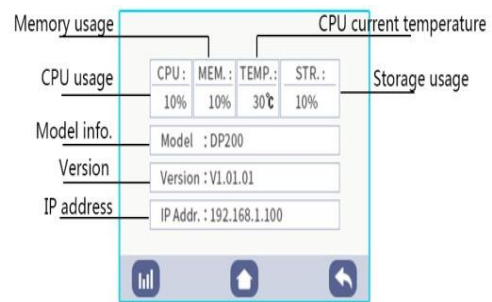 Memory usage
CPU current temperature
CPU usage
CPU : MEM. : TEMP.: STR. :
10% 10% 30℃ 10%
Storage usage
Model info.
Model : DP200
Version
Version : V1.01.01
IP address
IP Addr. : 192.168.1.100